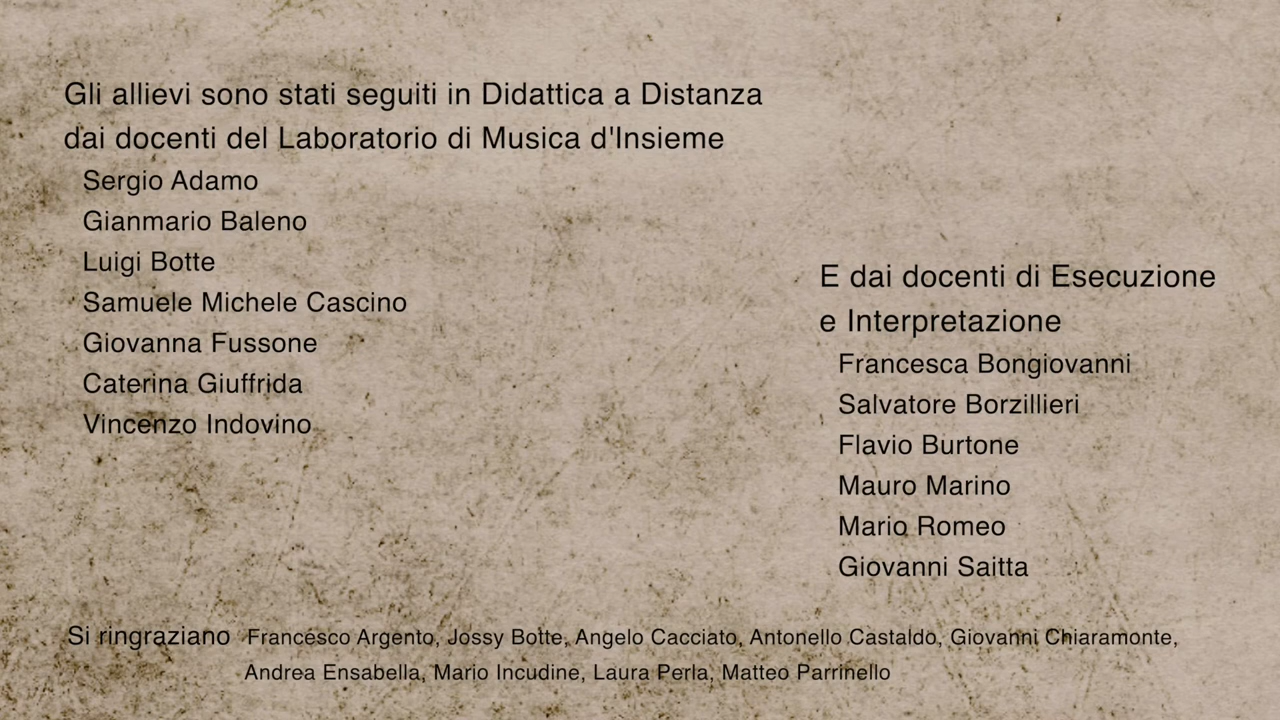 Gli allievi sono stati seguiti in Didattica a Distanza
dai docenti del Laboratorio di Musica d'Insieme
Sergio Adamo
Gianmario Baleno
Luigi Botte
Samuele Michele Cascino
Giovanna Fussone
Caterina Giuffrida
Vincenzo Indovino
E dai docenti di Esecuzione
e Interpretazione
Francesca Bongiovanni
Salvatore Borzillieri
Flavio Burtone
Mauro Marino
Mario Romeo
Giovanni Saitta
Si ringraziano Francesco Argento, Jossy Botte, Angelo Cacciato, Antonello Castaldo, Giovanni Chiaramonte,
Andrea Ensabella, Mario Incudine, Laura Perla, Matteo Parrinello